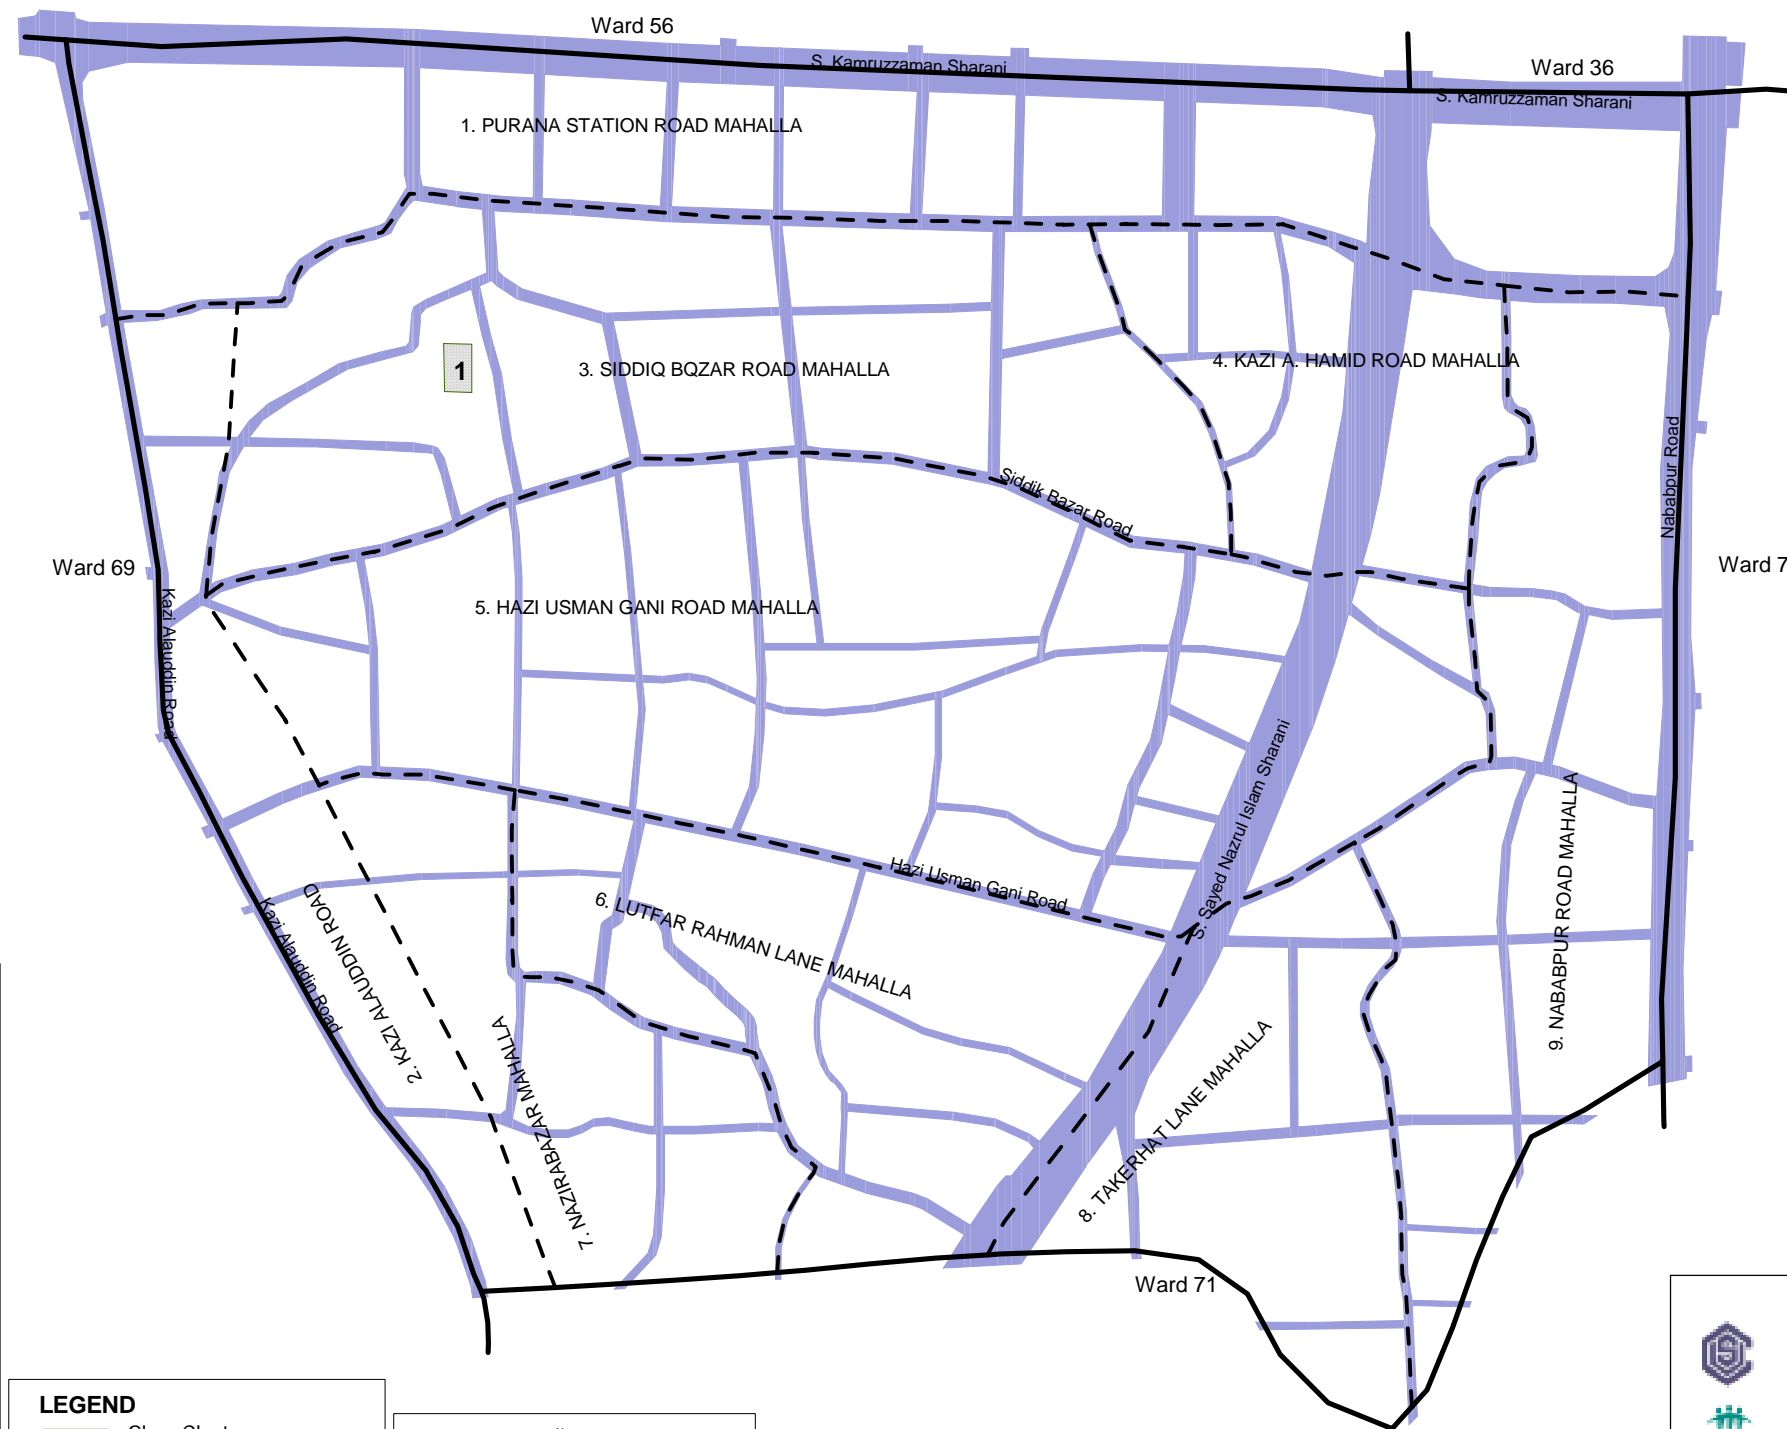 Ward 56
S. Kamruzzaman Sharani
Ward 36
S. Kamruzzaman Sharani
1. PURANA STATION ROAD MAHALLA
1
3. SIDDIQ BQZAR ROAD MAHALLA
4. KAZI A. HAMID ROAD MAHALLA
Nababpur Road
Siddik Bazar Road
Ward 69
Ward 7
Kazi Alauddin Road
5. HAZI USMAN GANI ROAD MAHALLA
S. Sayed Nazrul Islam Sharani
9. NABABPUR ROAD MAHALLA
Hazi Usman Gani Road
6. LUTFAR RAHMAN LANE MAHALLA
2. KAZI ALAUDDIN ROAD
Kazi Alauddin Road
7. NAZIRABAZAR MAHALLA
8. TAKERHAT LANE MAHALLA
Ward 71
LEGEND